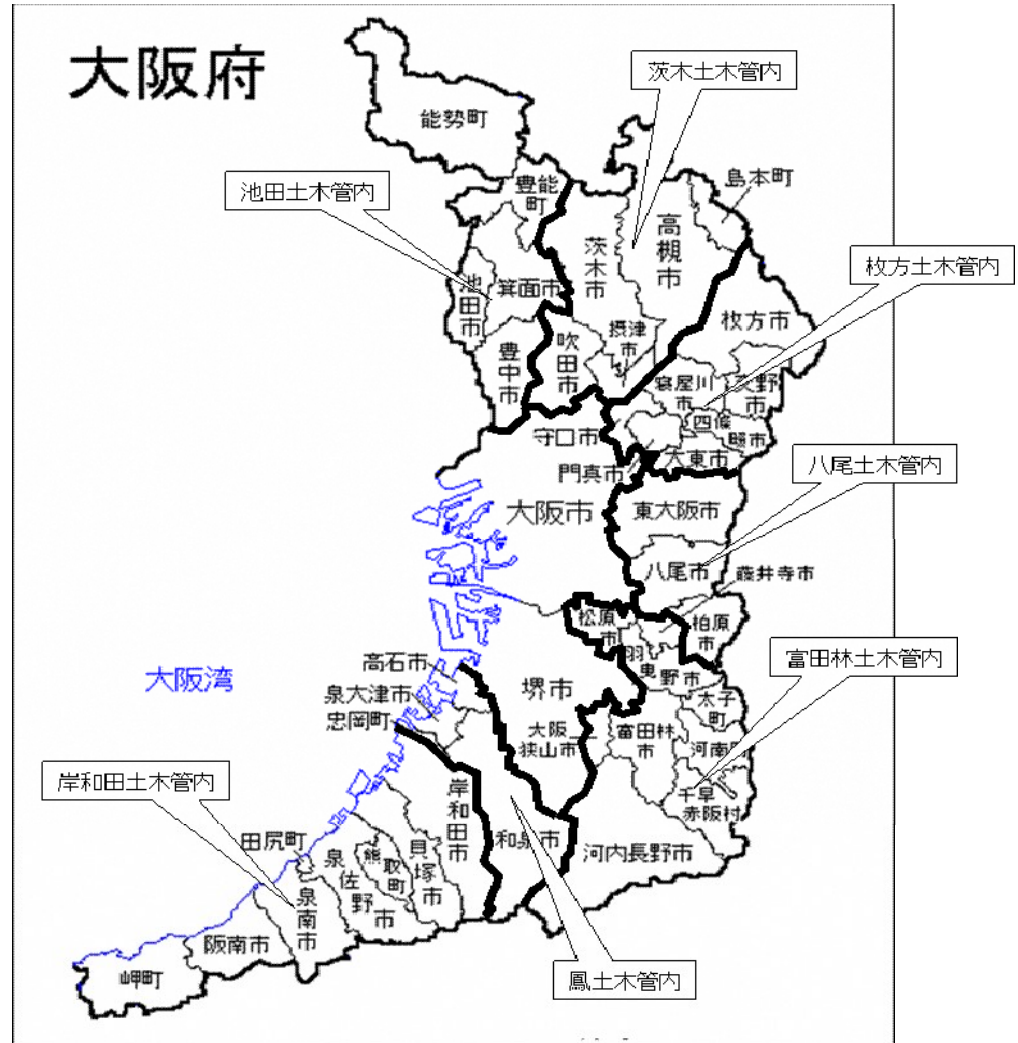 大阪府
茨木土木管内
能勢町
島本町
豊能
町
池田土木管内
高
槻
市
茨
木
市
枚方土木管内
池
田
市
箕面市
枚方市
摂津
市
吹
田
市
豊
中
市
寝屋川
市
交野
市
四條
畷市
守口市
大東市
門真市
八尾土木管内
大阪市
東大阪市
八尾市
藤井寺市
松原
市
柏原
市
羽
曳野市
富田林土木管内
高石市
大阪湾
堺市
泉大津市
太子
町
忠岡町
大阪
狭山市
富田林
市
河南
岸和田土木管内
千早
赤阪村
岸
和
田
市
田尻町
和泉市
河内長野市
貝
塚
市
熊
取
町
泉
佐
野
市
泉
南
市
阪南市
岬町
鳳土木管内